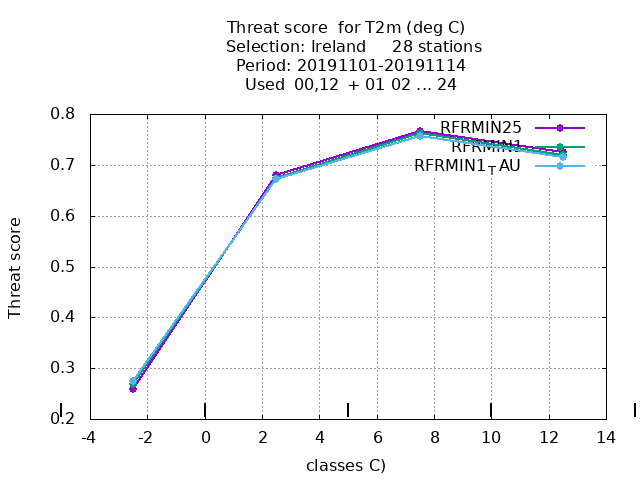 Threat score  for T2m (deg C)
Selection: Ireland     28 stations
Period: 20191101-20191114
Used  00,12  + 01 02 ... 24
0.8
0.7
0.6
0.5
0.4
0.3
0.2
Threat score
RFRMIN25
RFRMIN1
RFRMIN1TAU
-4 -2 0 2 4 6 8 10 12 14
classes C)